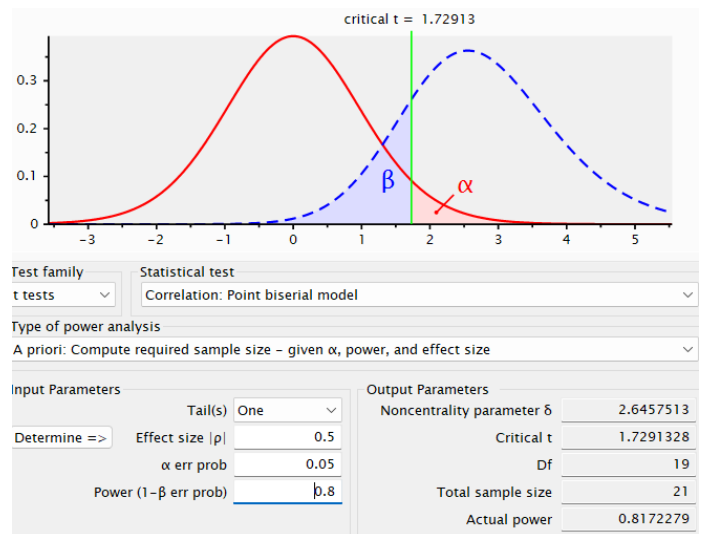 critical t = 1.72913
0.3
0.2
0.1
0
β
α
-3 -2 -1 0 1 2 3 4 5
Test family
Statistical test
t tests
Correlation: Point biserial model
Type of power analysis
A priori: Compute required sample size - given α, power, and effect size
Input Parameters
Output Parameters
Tail(s) One
Noncentrality parameter δ 2.6457513
Determine => Effect size |ρ| 0.5
Critical t 1.7291328
α err prob 0.05
Df 19
Power (1-β err prob) 0.8
Total sample size 21
Actual power 0.8172279